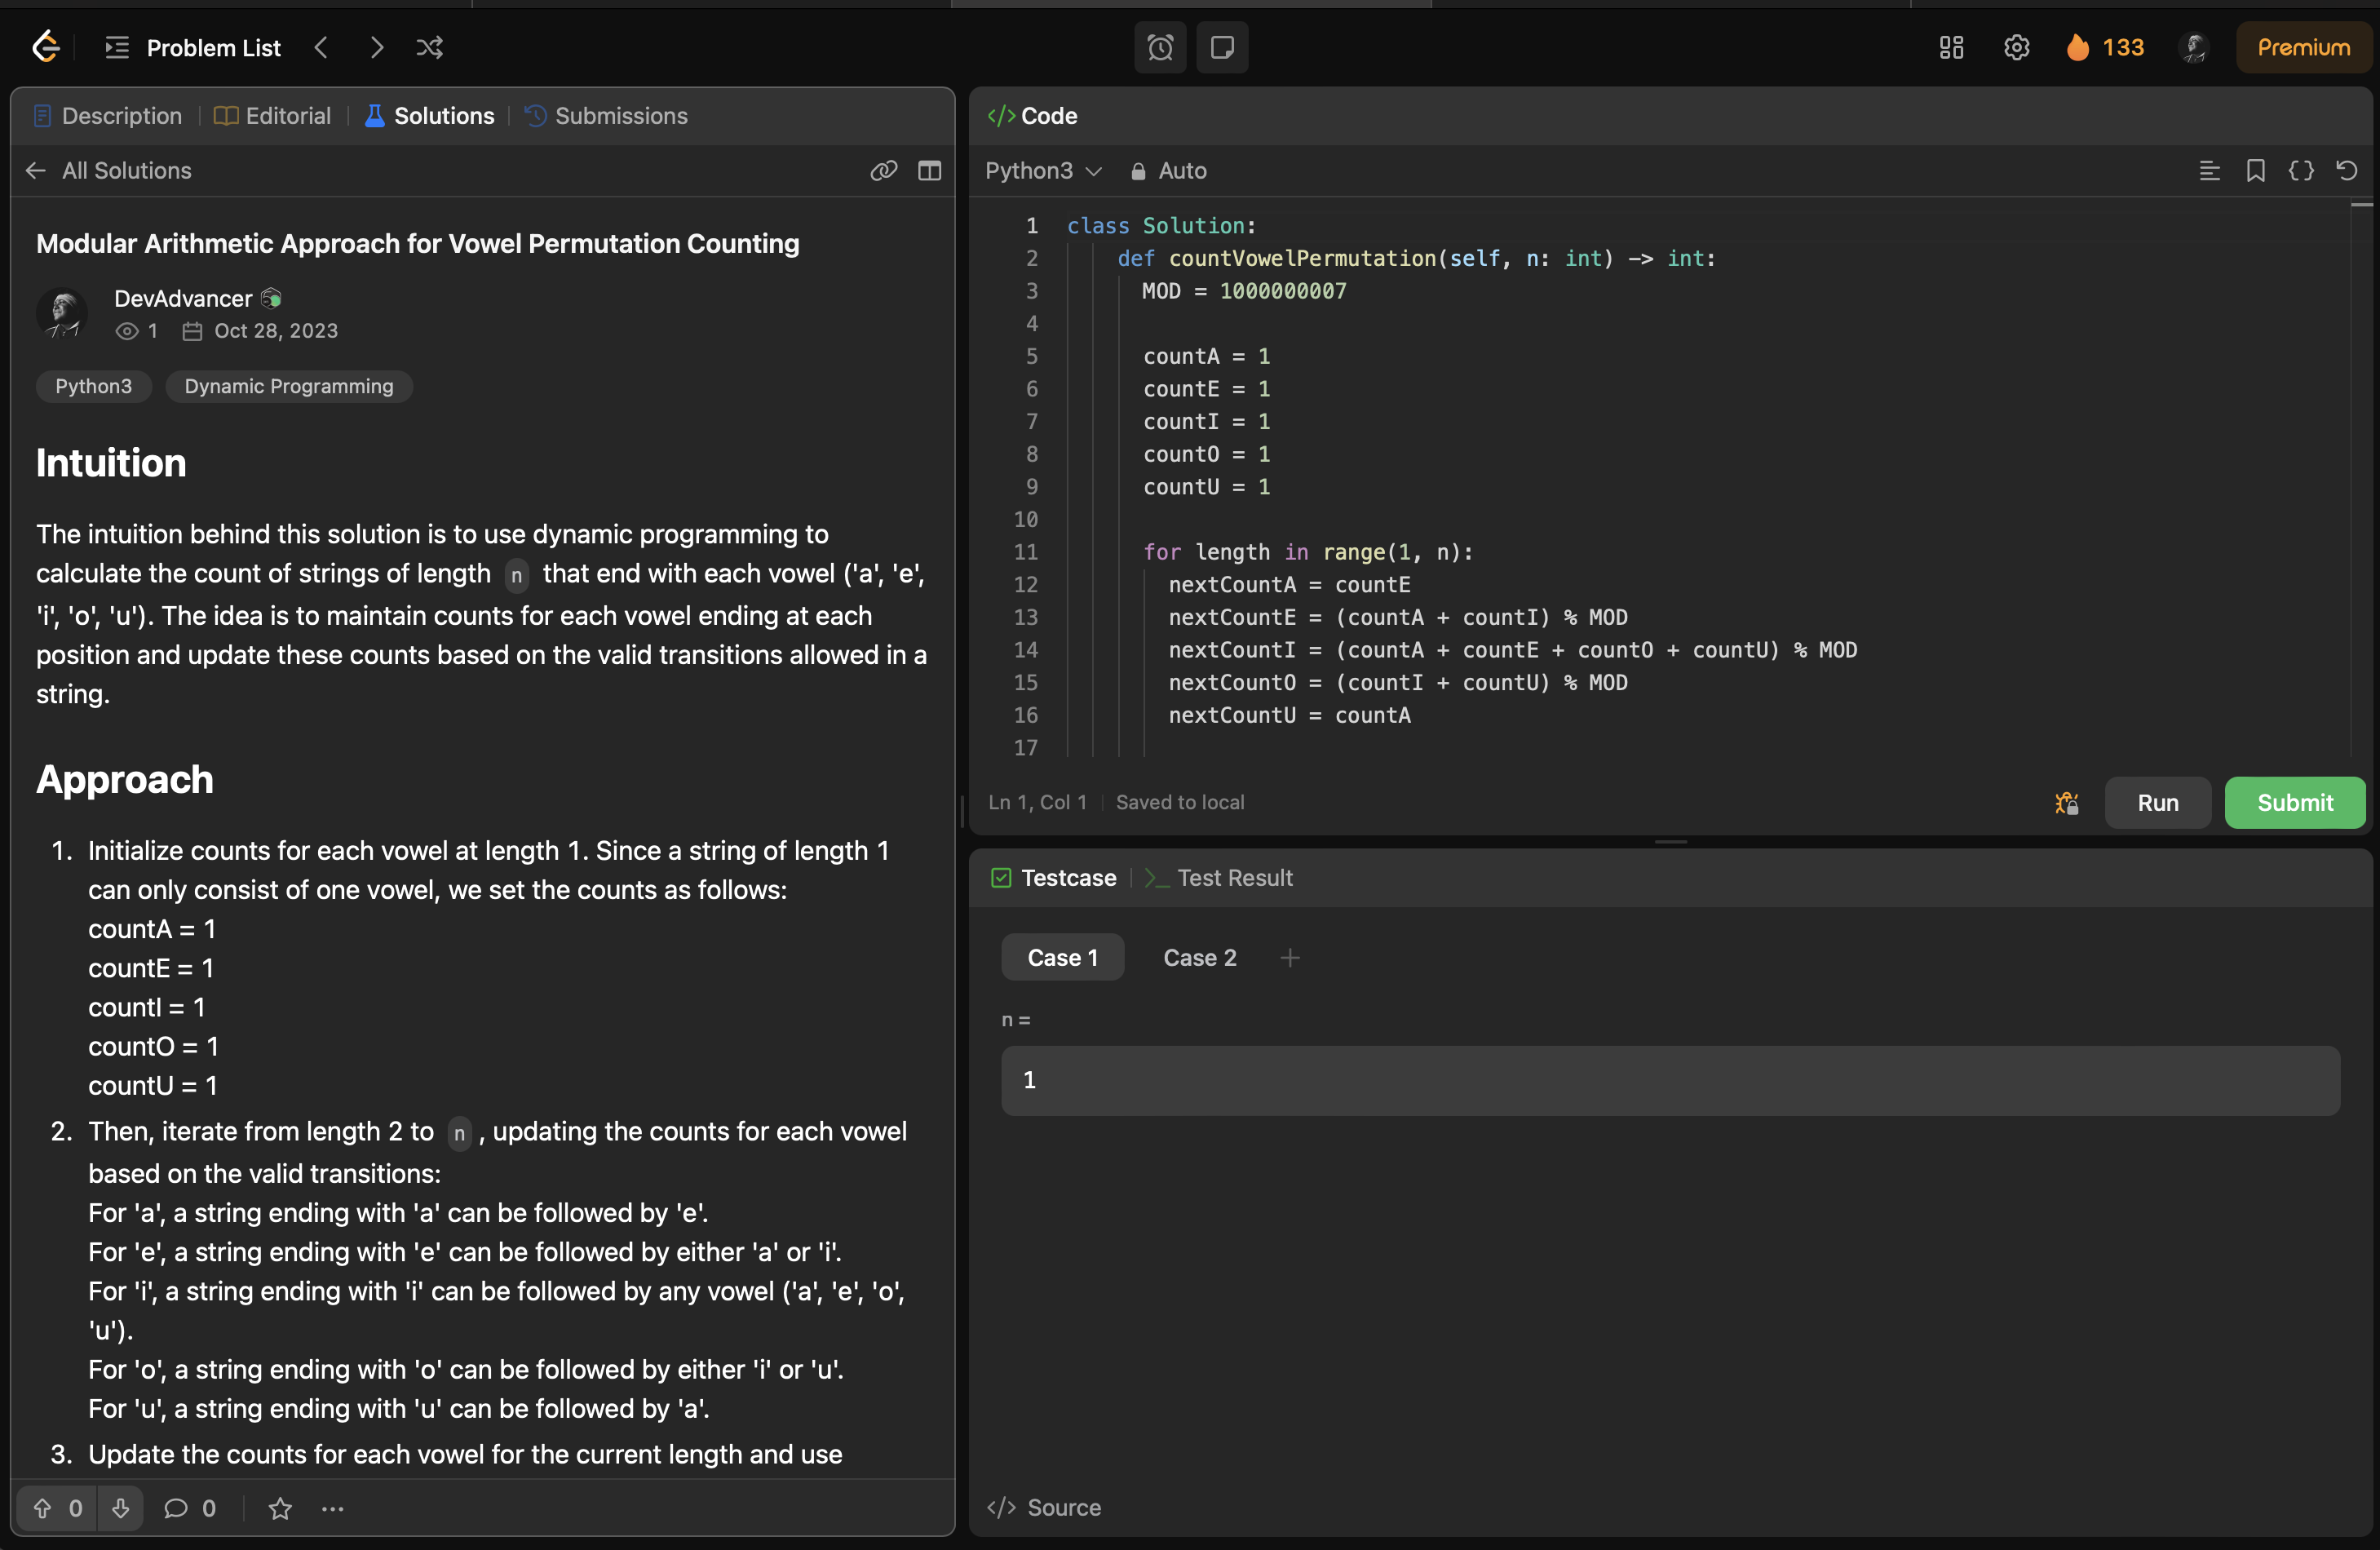 Problem List
133
Premium
Description
Editorial
Solutions
Submissions
All Solutions
Modular Arithmetic Approach for Vowel Permutation Counting
DevAdvancer
1
Oct 28, 2023
Python3
Dynamic Programming
Intuition
The intuition behind this solution is to use dynamic programming to
calculate the count of strings of length n that end with each vowel ('a', 'e',
'i', 'o', 'u'). The idea is to maintain counts for each vowel ending at each
position and update these counts based on the valid transitions allowed in a
string.
Approach
1. Initialize counts for each vowel at length 1. Since a string of length 1
can only consist of one vowel, we set the counts as follows:
countA = 1
countE = 1
countI = 1
countO = 1
countU = 1
2. Then, iterate from length 2 to n , updating the counts for each vowel
based on the valid transitions:
For 'a', a string ending with 'a' can be followed by 'e'.
For 'e', a string ending with 'e' can be followed by either 'a' or 'i'.
For 'i', a string ending with 'i' can be followed by any vowel ('a', 'e', 'o',
'u').
For 'o', a string ending with 'o' can be followed by either 'i' or 'u'.
For 'u', a string ending with 'u' can be followed by 'a'.
3. Update the counts for each vowel for the current length and use
0
0
</> Code
Python3
Auto
1 class Solution:
2 def countVowelPermutation(self, n: int) -> int:
3 MOD = 1000000007
4
5 countA = 1
6 countE = 1
7 countI = 1
8 countO = 1
9 countU = 1
10
11 for length in range(1, n):
12 nextCountA = countE
13 nextCountE = (countA + countI) % MOD
14 nextCountI = (countA + countE + countO + countU) % MOD
15 nextCountO = (countI + countU) % MOD
16 nextCountU = countA
17
Ln 1, Col 1
Saved to local
Run
Submit
Testcase
Test Result
Case 1
Case 2
n =
1
</> Source